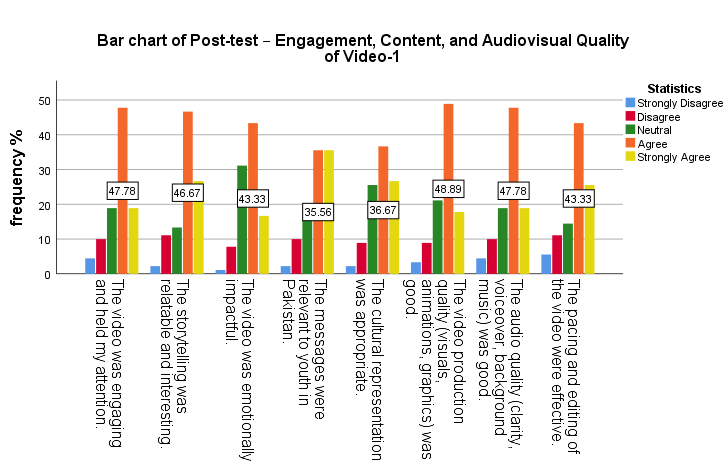 Bar chart of Post-test – Engagement, Content, and Audiovisual Quality
of Video-1
Statistics
Strongly Disagree
Disagree
Neutral
Agree
Strongly Agree
frequency %
50
40
30
20
10
0
47.78
46.67
43.33
35.56
36.67
48.89
47.78
43.33
The video was engaging
and held my attention.
The storytelling was
relatable and interesting.
The video was emotionally
impactful.
The messages were
relevant to youth in
Pakistan.
The cultural representation
was appropriate.
The video production
quality (visuals,
animations, graphics) was
good.
The audio quality (clarity,
voiceover, background
music) was good.
The pacing and editing of
the video were effective.